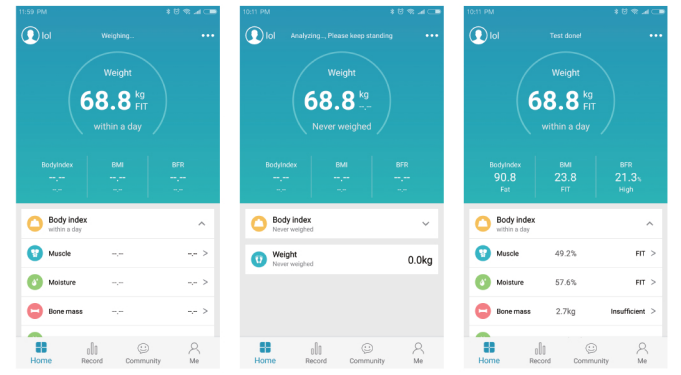 11:58 PM
lol
Weighing...
Weight
68.8 kg
FIT
within a day
BodyIndex BMI BFR
--.-- --.-- --.--
--.-- --.-- --.--
Body index
within a day
Muscle --.-- --.-- >
Moisture --.-- --.-- >
Bone mass --.-- --.-- >
Home Record Community Me
10:11 PM
lol
Analyzing..., Please keep standing
Weight
68.8 kg
--.--
Never weighed
BodyIndex BMI BFR
--.-- --.-- --.--
--.-- --.-- --.--
Body index
Never weighed
Weight
Never weighed
0.0kg
Home Record Community Me
10:11 PM
lol
Test done!
Weight
68.8 kg
FIT
within a day
BodyIndex BMI BFR
90.8 23.8 21.3%
Fat FIT High
Body index
within a day
Muscle 49.2% FIT >
Moisture 57.6% FIT >
Bone mass 2.7kg Insufficient >
Home Record Community Me